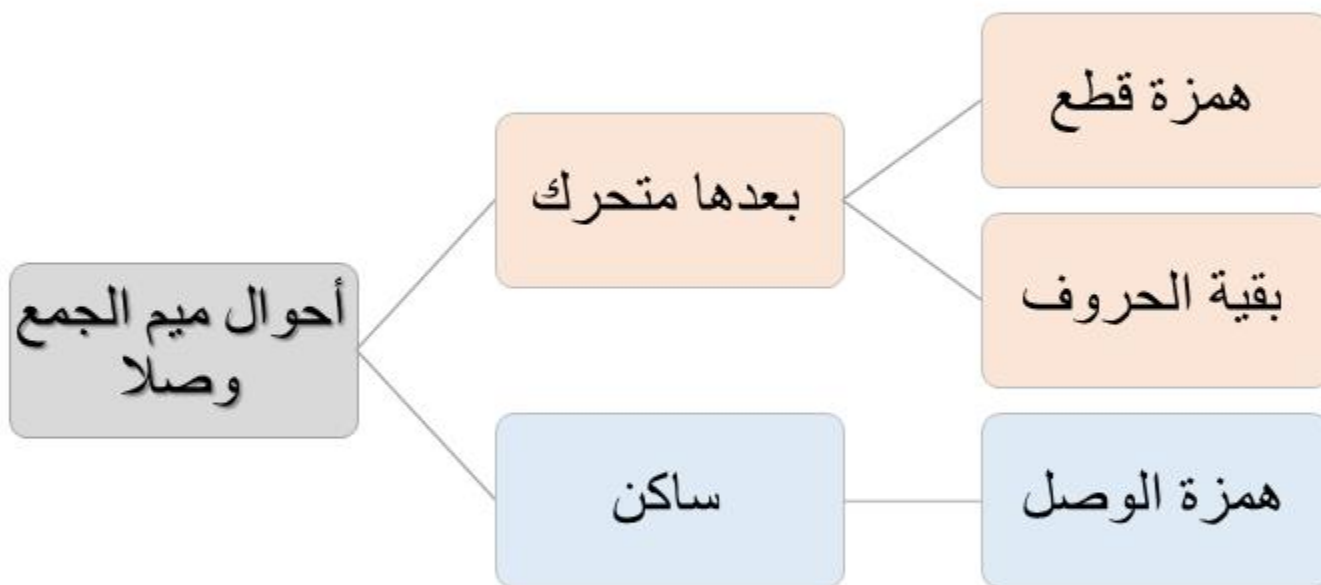 أحوال ميم الجمع
وصلا
بعدها متحرك
همزة قطع
بقية الحروف
ساكن
همزة الوصل